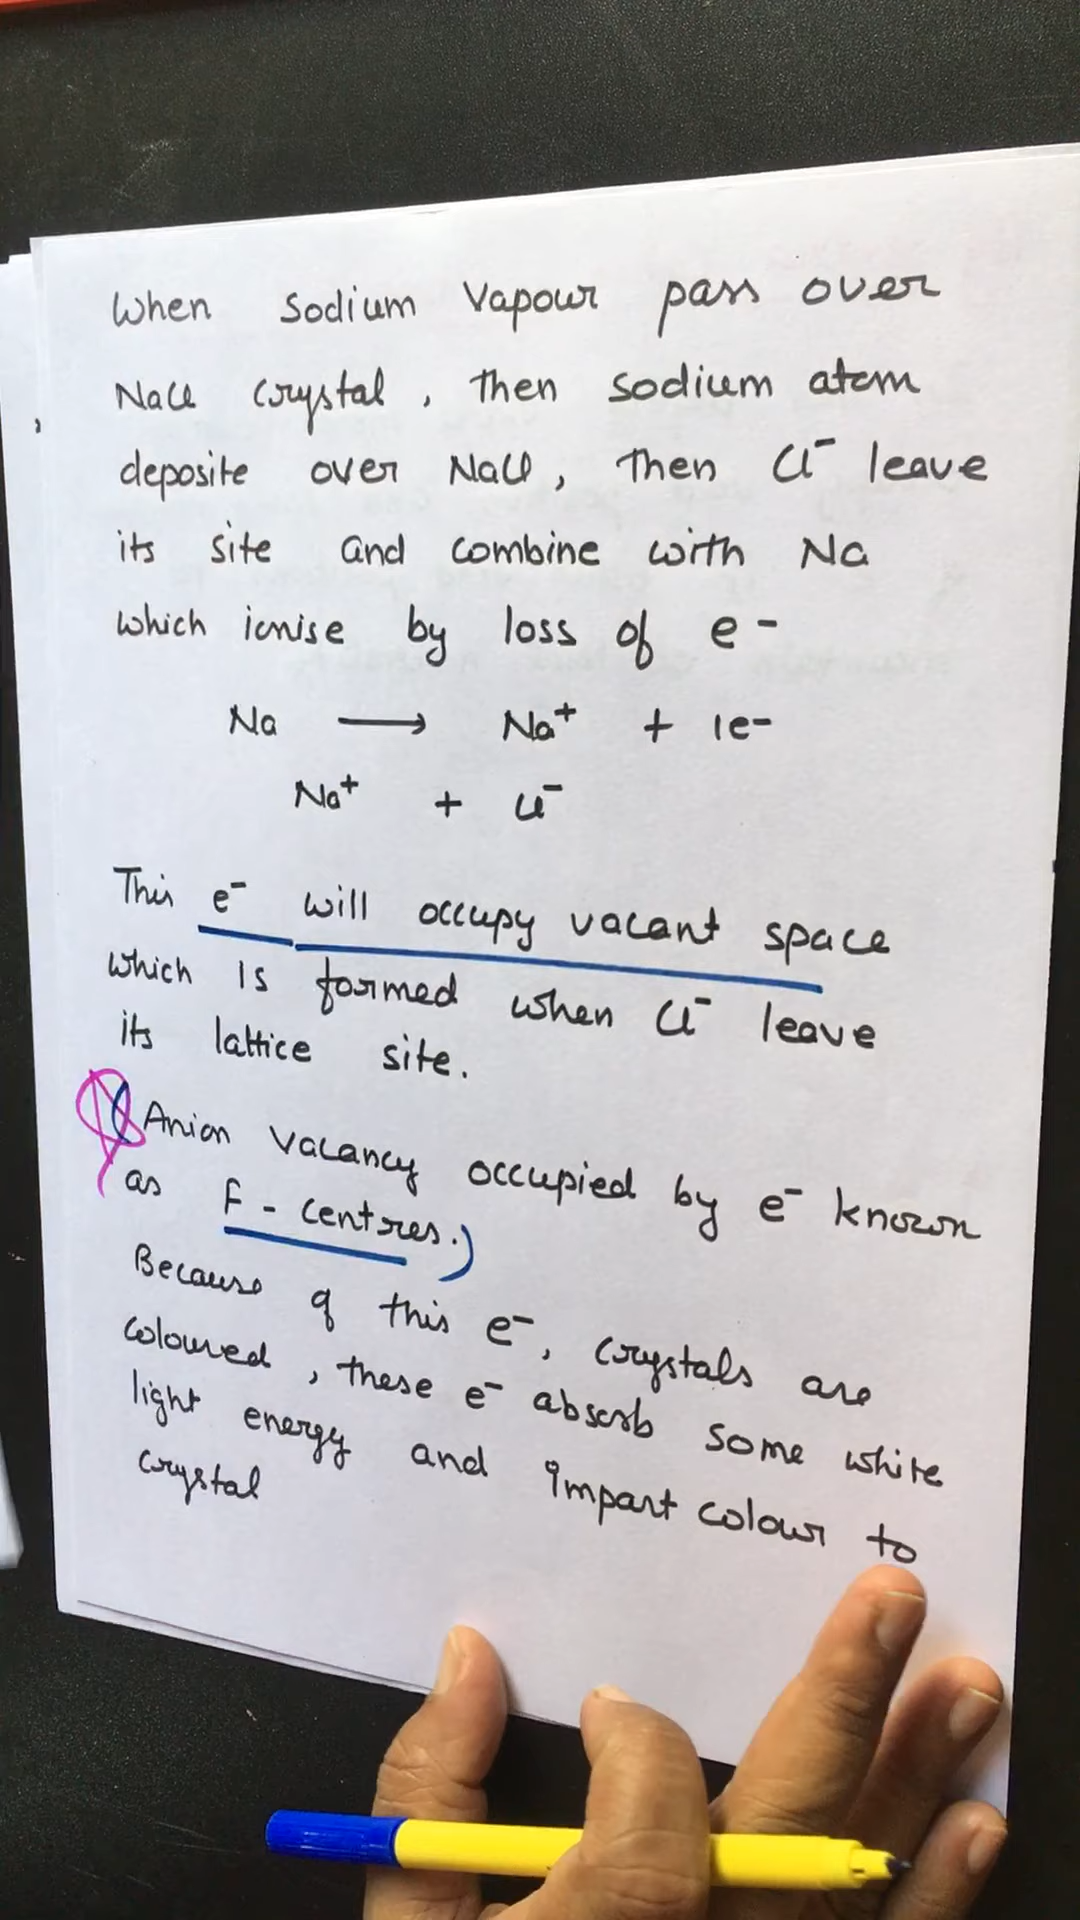 When sodium vapour pass over
NaCl crystal, then sodium atom
deposite over NaCl, then Cl⁻ leave
its site and combine with Na
which ionise by loss of e-
Na ⟶ Na⁺ + 1e-
Na⁺ + Cl⁻
This e⁻ will occupy vacant space
which is formed when Cl⁻ leave
its lattice site.
(Anion vacancy occupied by e⁻ known
as F - centres.)
Because of this e⁻, crystals are
coloured, these e⁻ absorb some white
light energy and impart colour to
crystal